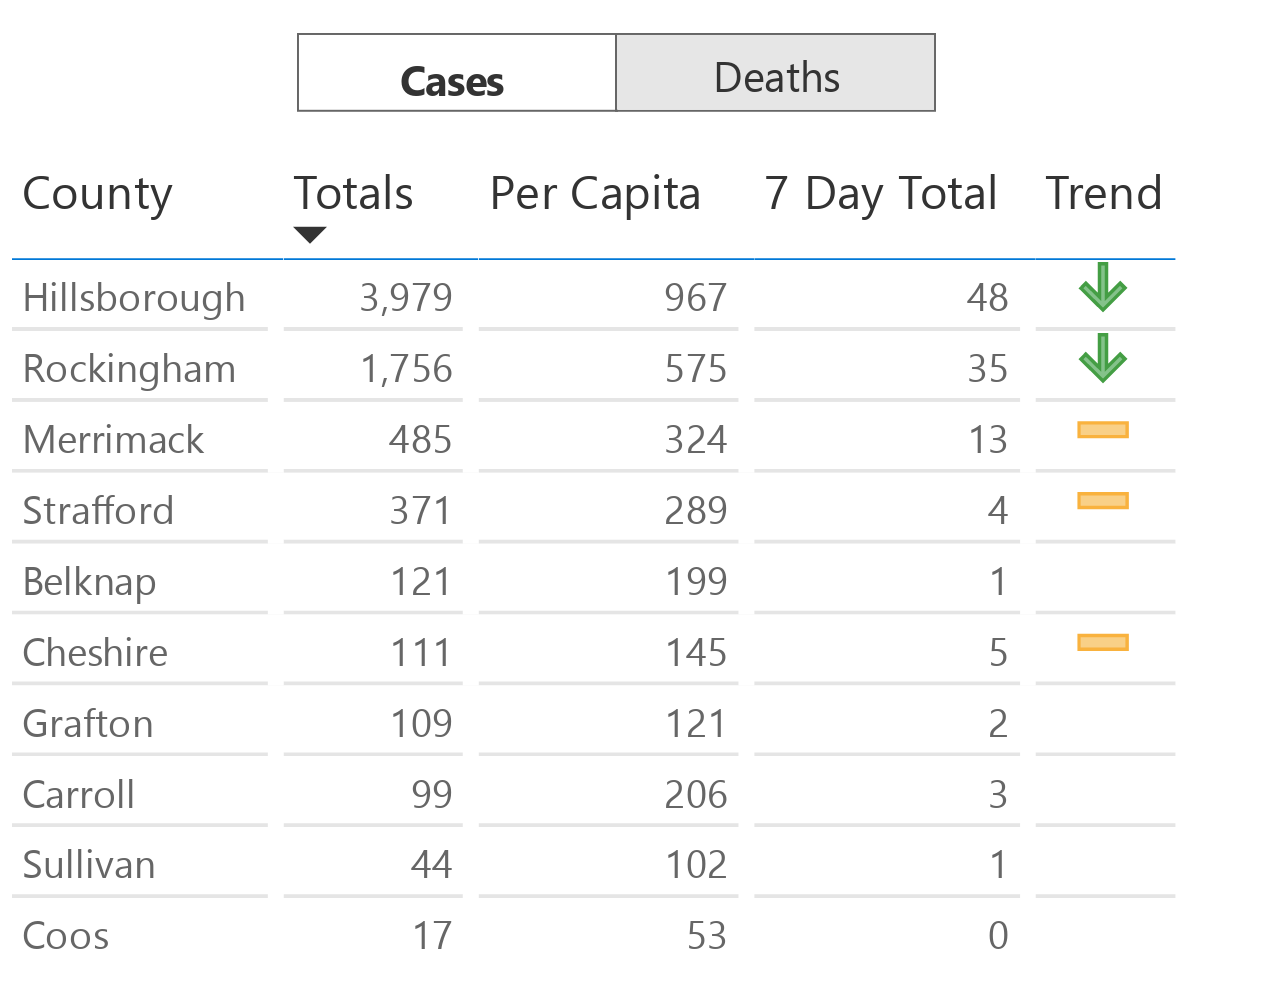 Cases Deaths
County Totals Per Capita 7 Day Total Trend
Hillsborough 3,979 967 48
Rockingham 1,756 575 35
Merrimack 485 324 13
Strafford 371 289 4
Belknap 121 199 1
Cheshire 111 145 5
Grafton 109 121 2
Carroll 99 206 3
Sullivan 44 102 1
Coos 17 53 0